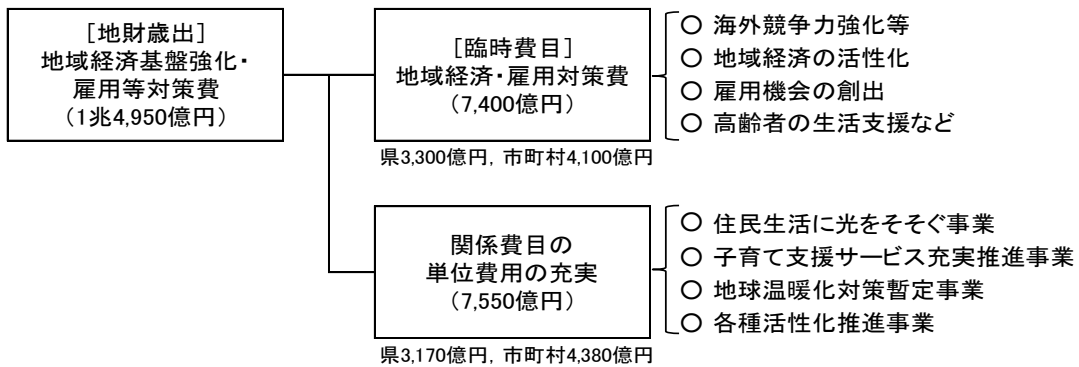 [地財歳出]
地域経済基盤強化・
雇用等対策費
(1兆4,950億円)
[臨時費目]
地域経済・雇用対策費
(7,400億円)
県3,300億円, 市町村4,100億円
○ 海外競争力強化等
○ 地域経済の活性化
○ 雇用機会の創出
○ 高齢者の生活支援など
関係費目の
単位費用の充実
(7,550億円)
県3,170億円, 市町村4,380億円
○ 住民生活に光をそそぐ事業
○ 子育て支援サービス充実推進事業
○ 地球温暖化対策暫定事業
○ 各種活性化推進事業